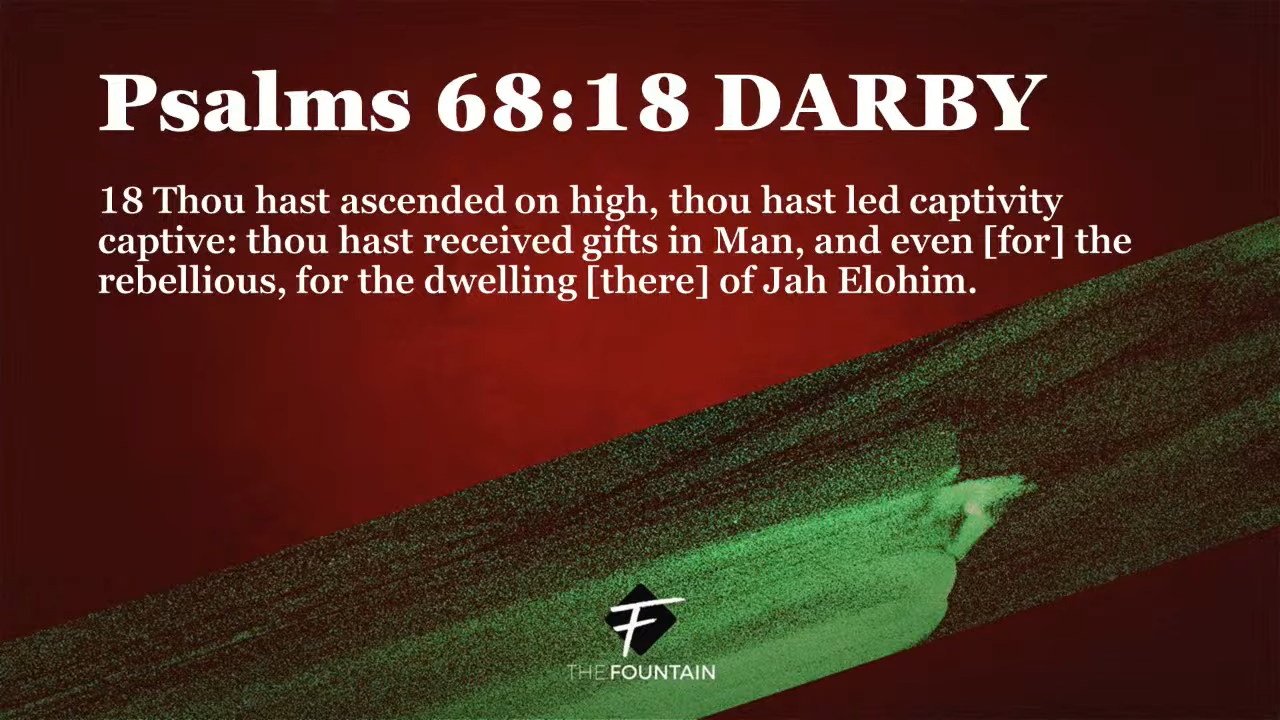 Psalms 68:18 DARBY
18 Thou hast ascended on high, thou hast led captivity
captive: thou hast received gifts in Man, and even [for] the
rebellious, for the dwelling [there] of Jah Elohim.
F
THE FOUNTAIN